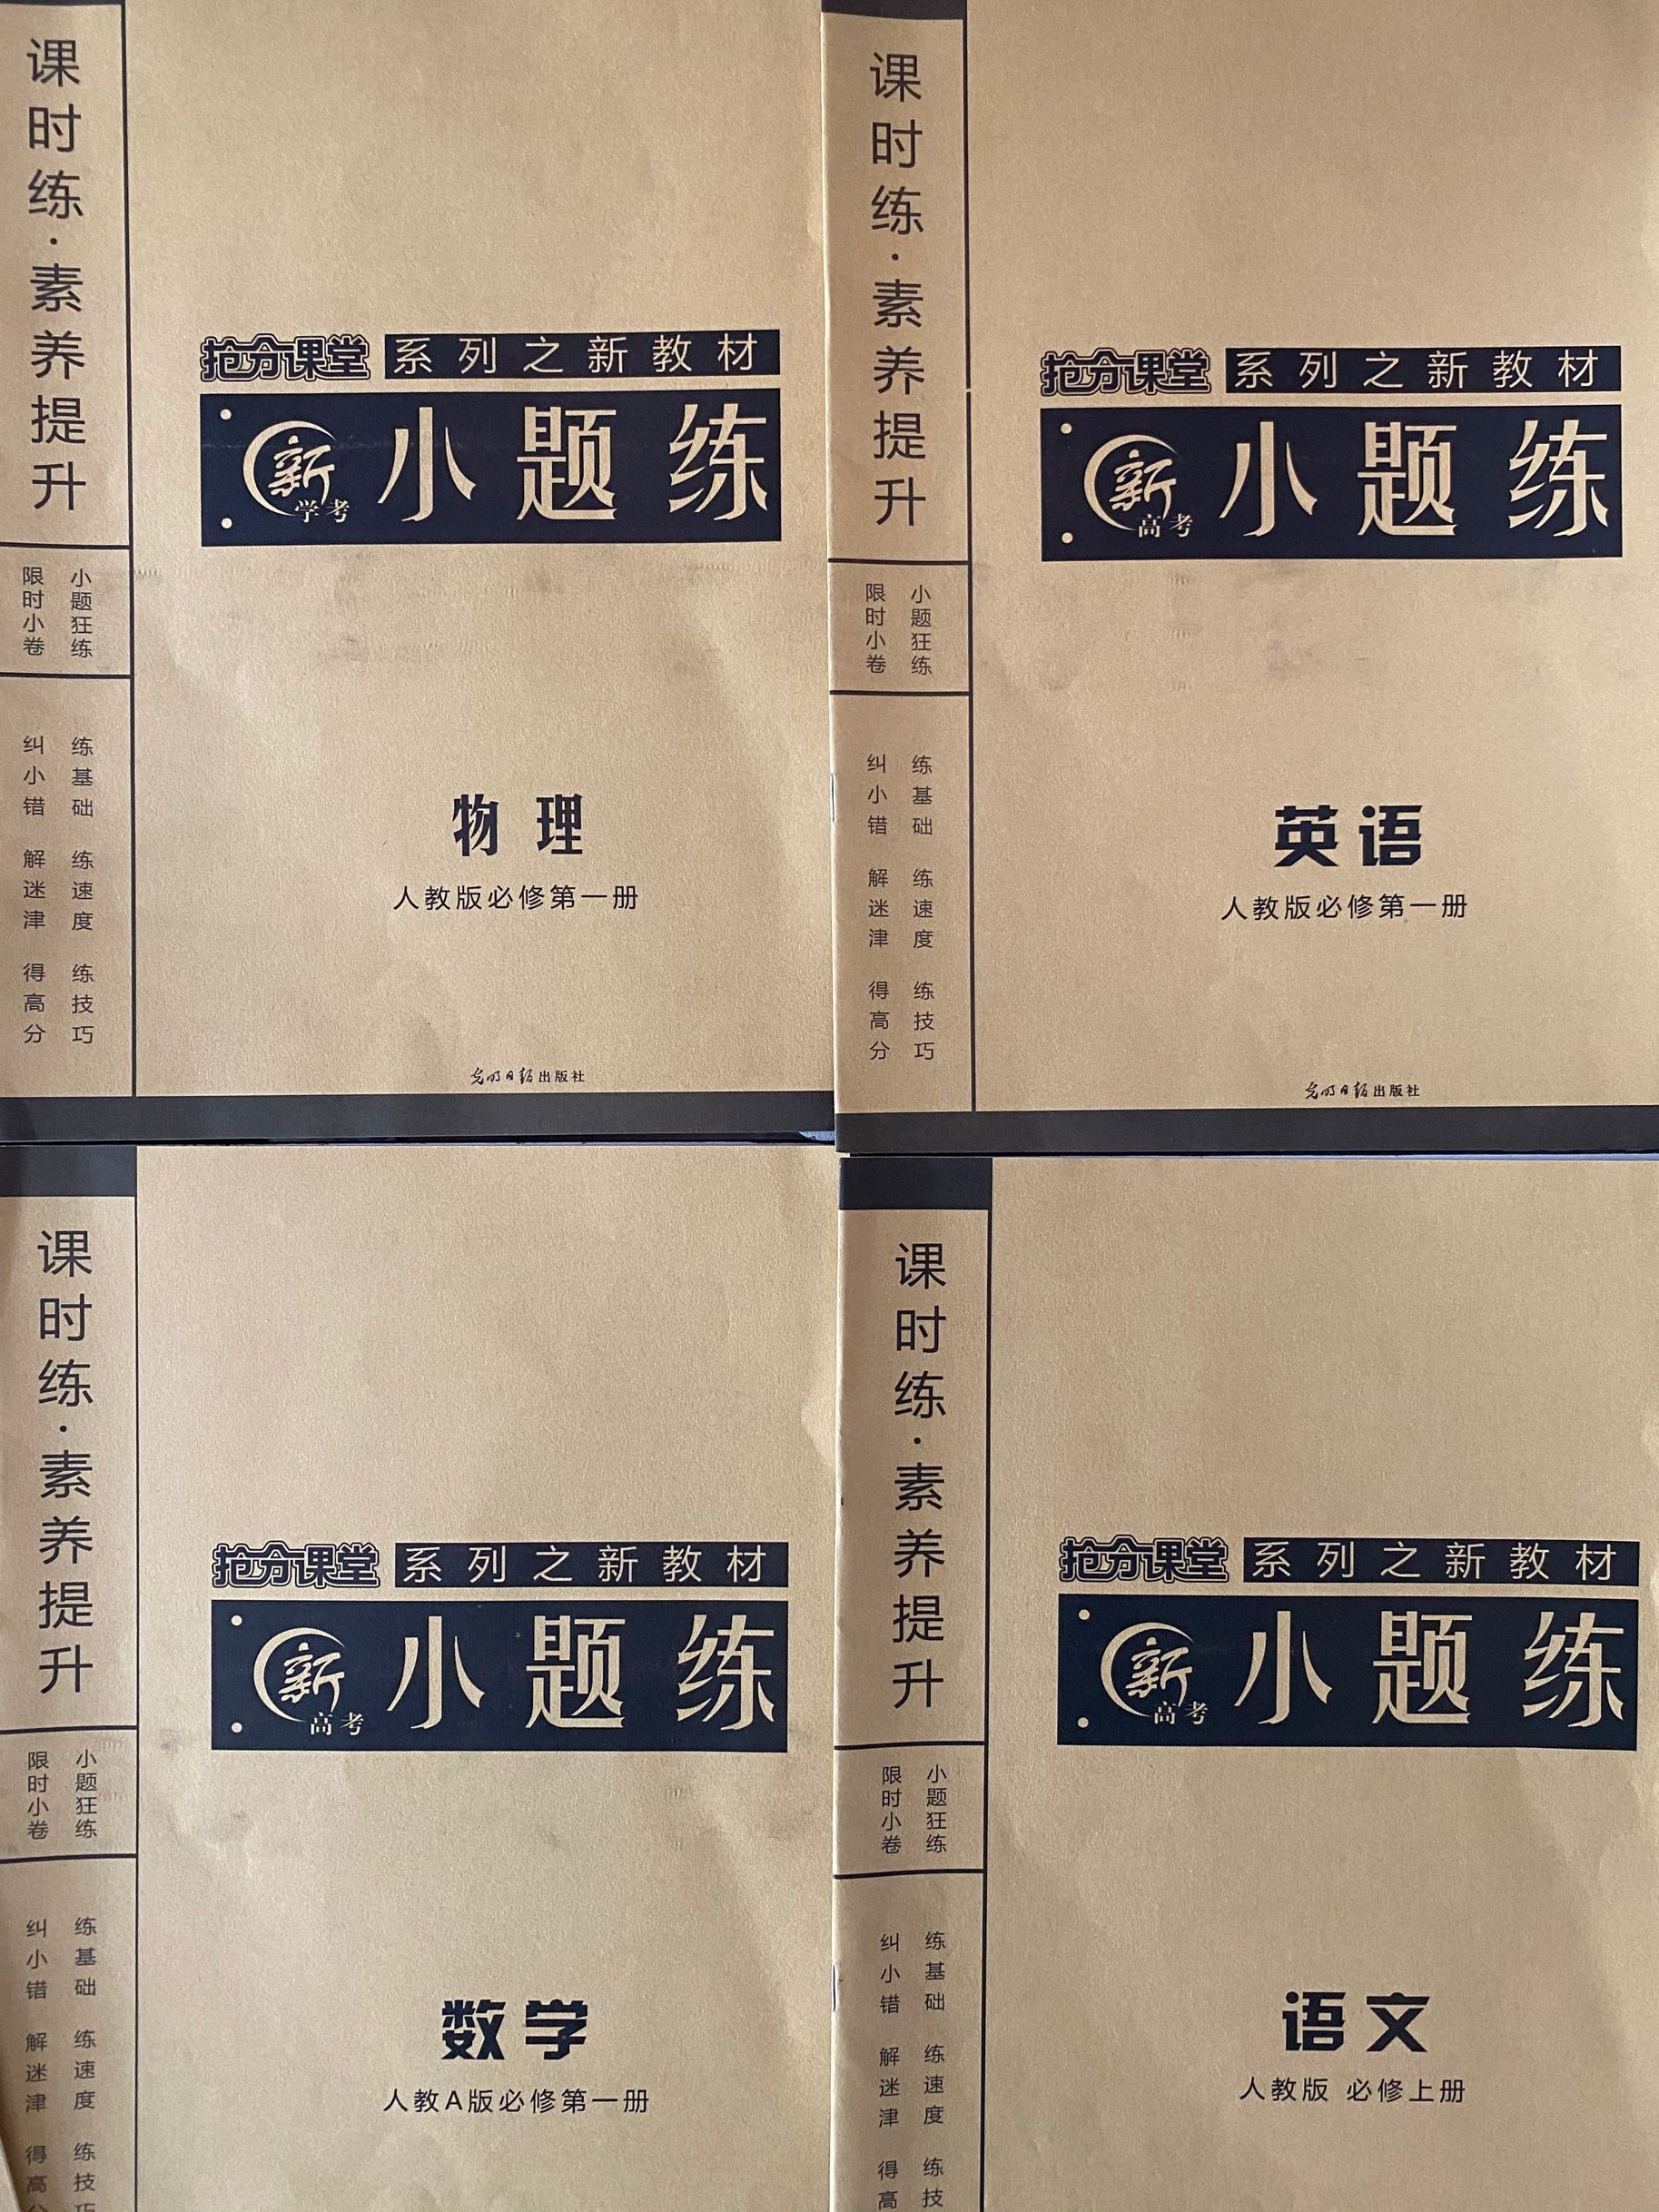 课时练·素养提升
小题狂练
限时小卷
练基础 练速度 练技巧
纠小错 解迷津 得高分
抢分课堂 系列之新教材
新学考 小题练
物理
人教版必修第一册
光明日报出版社
课时练·素养提升
小题狂练
限时小卷
练基础 练速度 练技巧
纠小错 解迷津 得高分
抢分课堂 系列之新教材
新高考 小题练
英语
人教版必修第一册
光明日报出版社
课时练·素养提升
小题狂练
限时小卷
练基础 练速度 练技巧
纠小错 解迷津 得高分
抢分课堂 系列之新教材
新高考 小题练
数学
人教A版必修第一册
课时练·素养提升
小题狂练
限时小卷
练基础 练速度 练技
纠小错 解迷津 得高
抢分课堂 系列之新教材
新高考 小题练
语文
人教版 必修上册